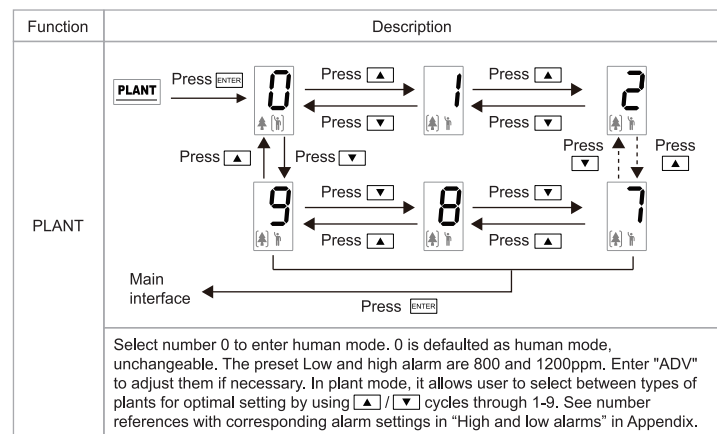 Function Description
PLANT Press ENTER 0 Press ▲ 1 Press ▲ 2
Press ▼ Press ▼
Press ▲ Press ▼ Press ▼ Press ▲
PLANT
9 Press ▼ 8 Press ▼ 7
Press ▲ Press ▲
Main
interface
Press ENTER
Select number 0 to enter human mode. 0 is defaulted as human mode,
unchangeable. The preset Low and high alarm are 800 and 1200ppm. Enter "ADV"
to adjust them if necessary. In plant mode, it allows user to select between types of
plants for optimal setting by using ▲ / ▼ cycles through 1-9. See number
references with corresponding alarm settings in “High and low alarms” in Appendix.